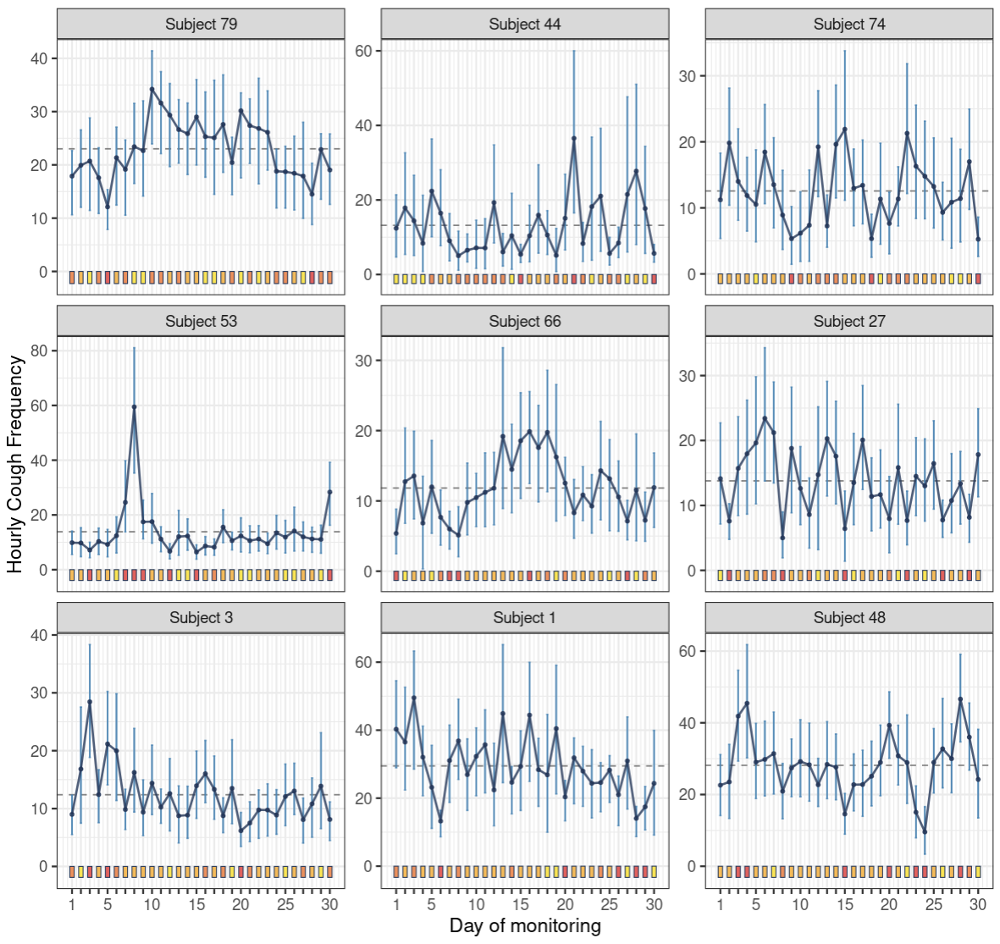 Subject 79
Subject 44
Subject 74
40
30
20
10
0
60
40
20
0
30
20
10
0
Subject 53
Subject 66
Subject 27
80
60
40
20
0
30
20
10
0
30
20
10
0
Subject 3
Subject 1
Subject 48
40
30
20
10
0
60
40
20
0
60
40
20
0
1 5 10 15 20 25 30
1 5 10 15 20 25 30
1 5 10 15 20 25 30
Hourly Cough Frequency
Day of monitoring